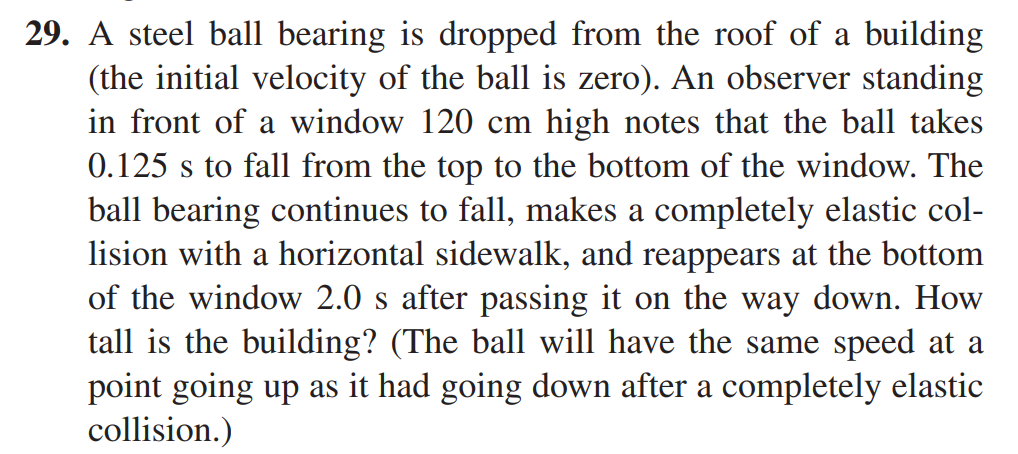 29. A steel ball bearing is dropped from the roof of a building
(the initial velocity of the ball is zero). An observer standing
in front of a window 120 cm high notes that the ball takes
0.125 s to fall from the top to the bottom of the window. The
ball bearing continues to fall, makes a completely elastic col-
lision with a horizontal sidewalk, and reappears at the bottom
of the window 2.0 s after passing it on the way down. How
tall is the building? (The ball will have the same speed at a
point going up as it had going down after a completely elastic
collision.)